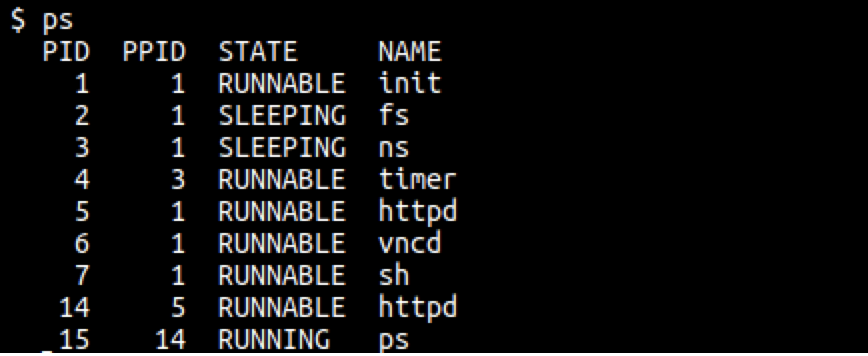 $ ps
PID PPID STATE NAME
1 1 RUNNABLE init
2 1 SLEEPING fs
3 1 SLEEPING ns
4 3 RUNNABLE timer
5 1 RUNNABLE httpd
6 1 RUNNABLE vncd
7 1 RUNNABLE sh
14 5 RUNNABLE httpd
15 14 RUNNING ps